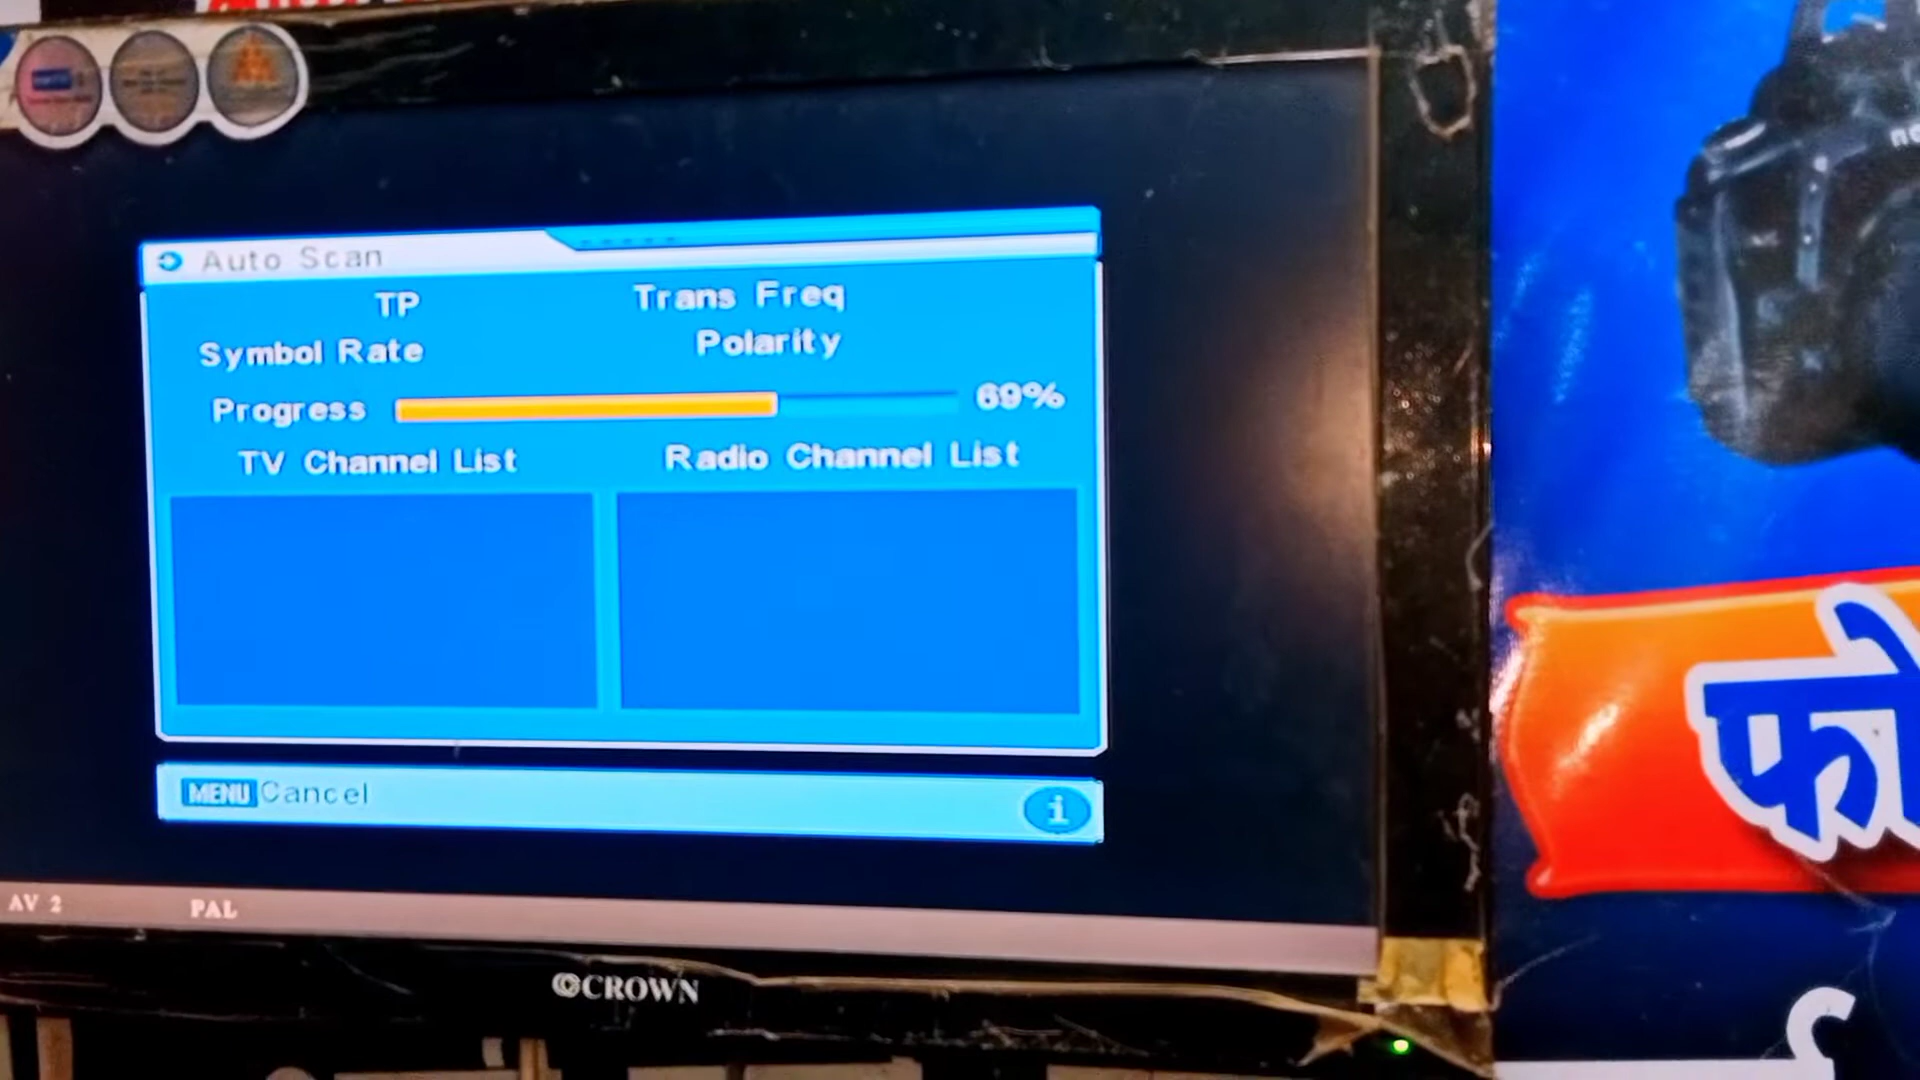 Auto Scan
TP
Trans Freq
Symbol Rate
Polarity
Progress
69%
TV Channel List
Radio Channel List
MENU Cancel
i
AV 2
PAL
CROWN